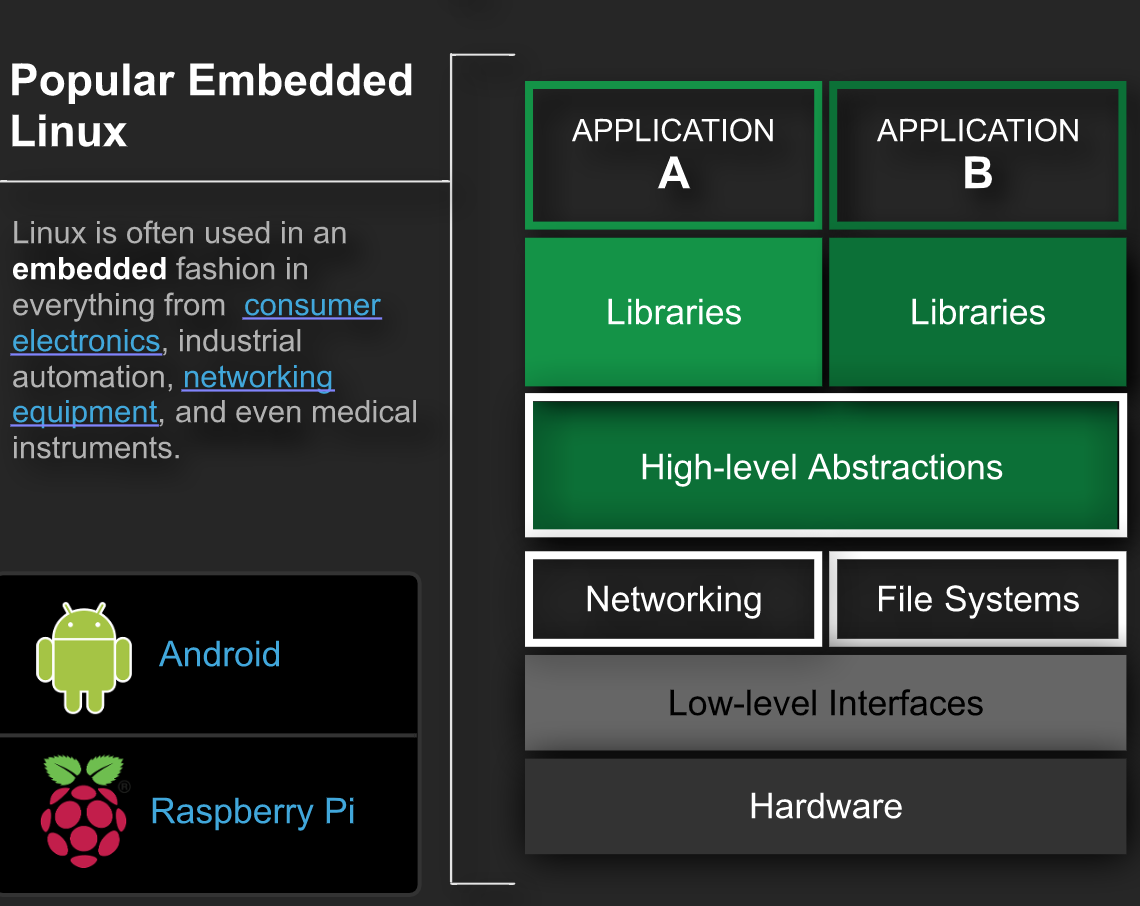 Popular Embedded
Linux
Linux is often used in an
embedded fashion in
everything from consumer
electronics, industrial
automation, networking
equipment, and even medical
instruments.
Android
®
Raspberry Pi
APPLICATION
A
APPLICATION
B
Libraries
Libraries
High-level Abstractions
Networking
File Systems
Low-level Interfaces
Hardware